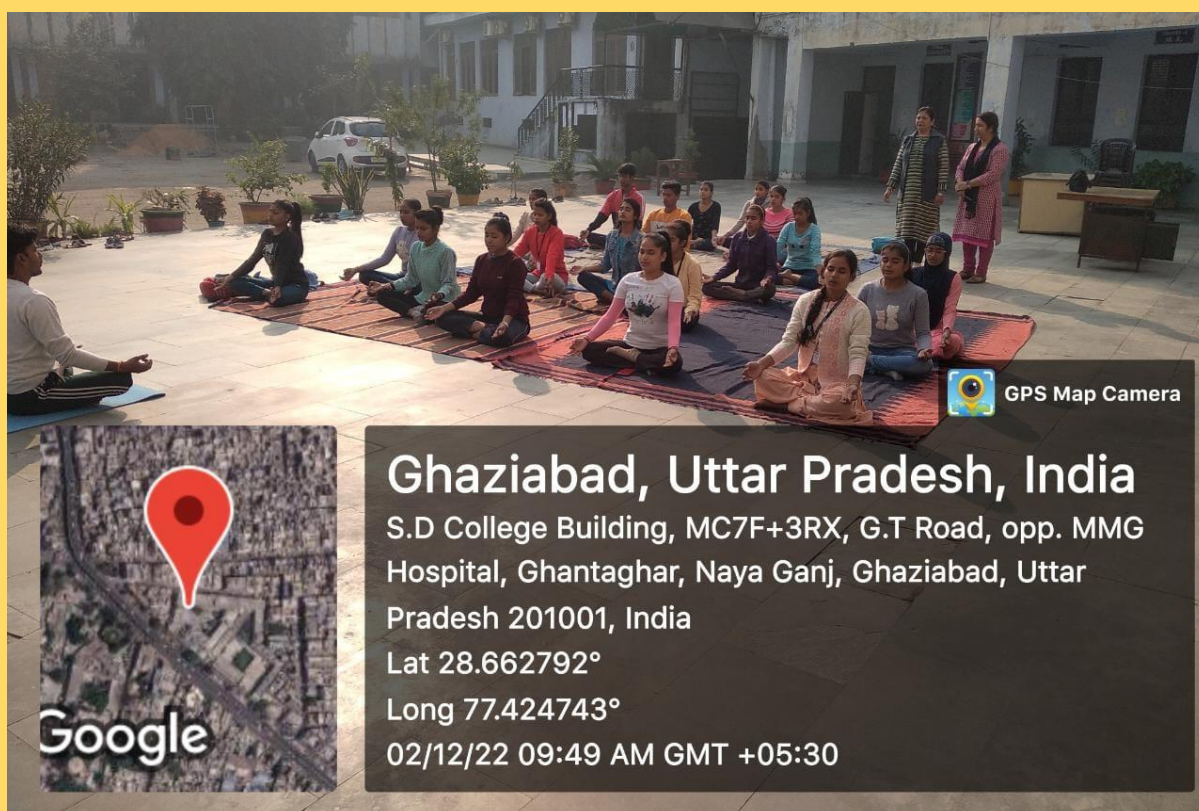 GPS Map Camera
Ghaziabad, Uttar Pradesh, India
S.D College Building, MC7F+3RX, G.T Road, opp. MMG
Hospital, Ghantaghar, Naya Ganj, Ghaziabad, Uttar
Pradesh 201001, India
Lat 28.662792°
Long 77.424743°
02/12/22 09:49 AM GMT +05:30
Google